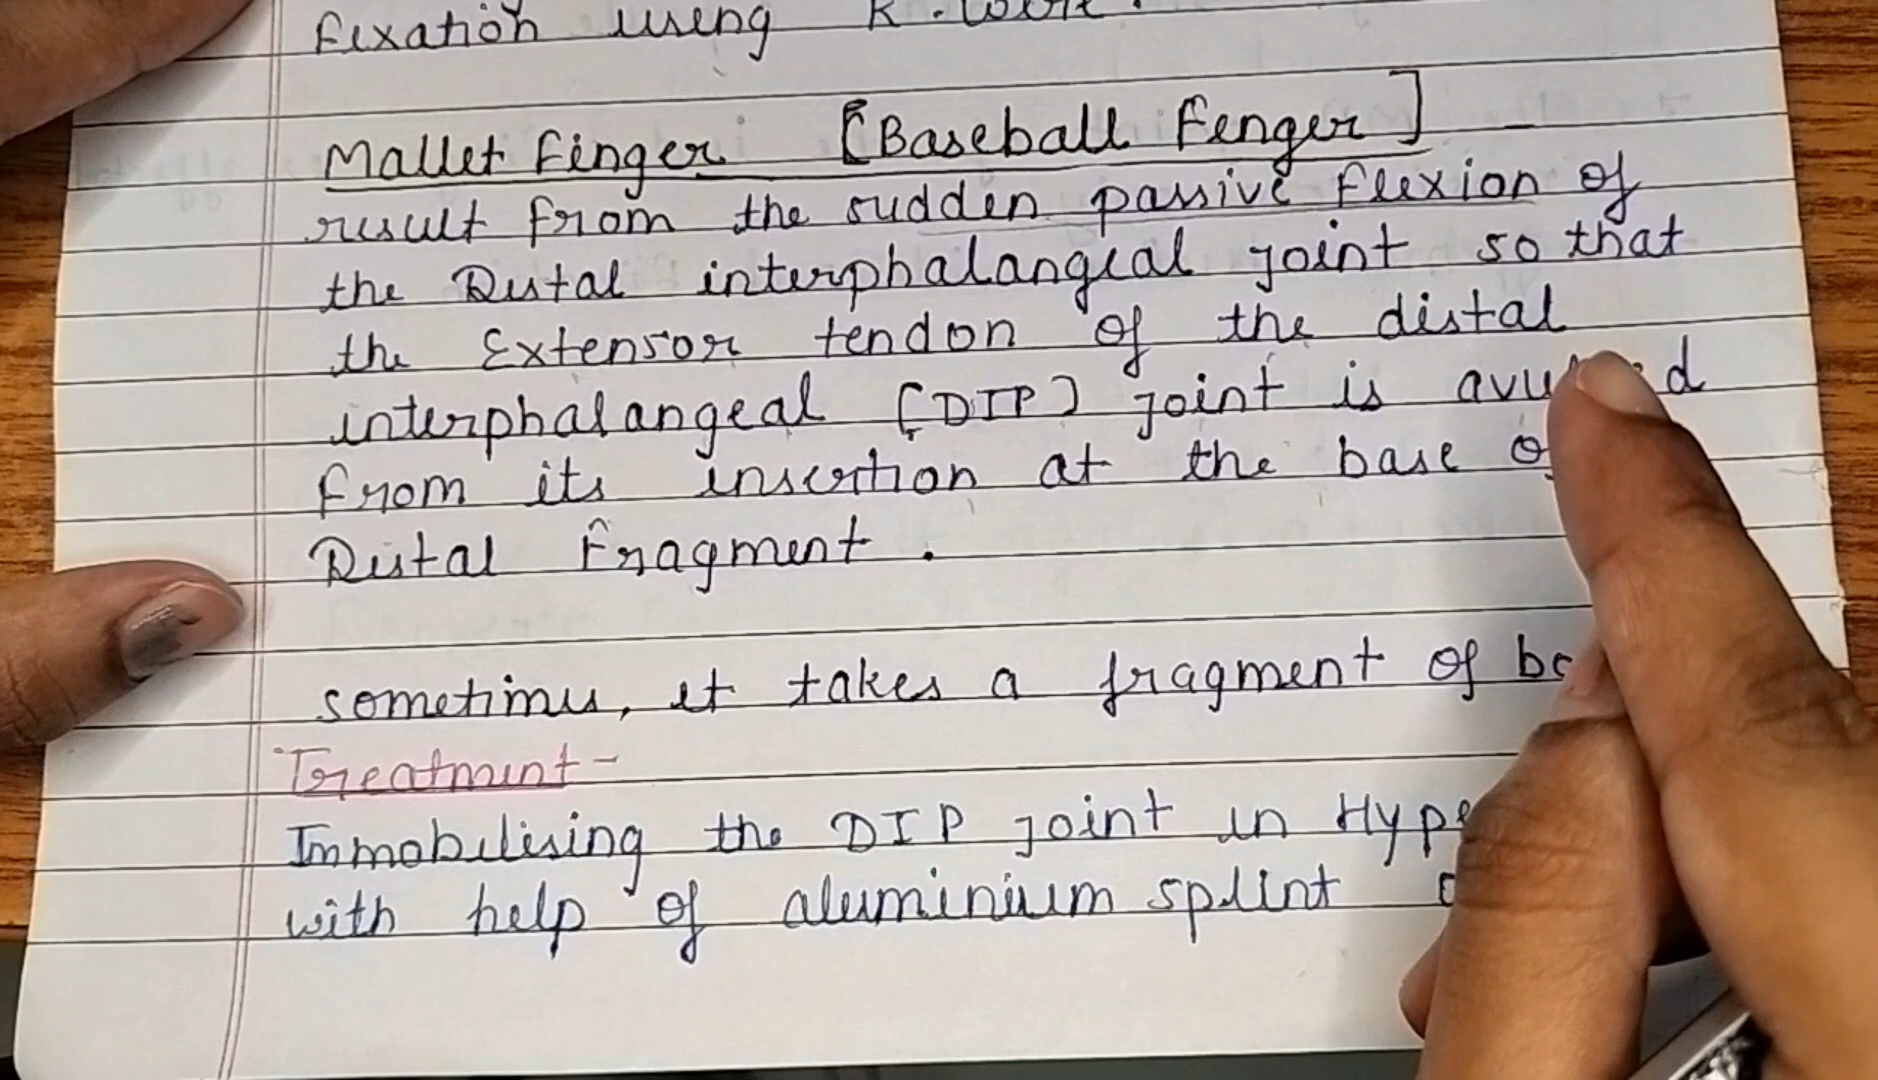 fixation using K. wire.
Mallet Finger [Baseball Finger]
result from the sudden passive flexion of
the Distal interphalangeal joint so that
the Extensor tendon of the distal
interphalangeal [DIP] joint is
from its insertion at the base
Distal Fragment.
sometimes, it takes a fragment of
Treatment-
Immobilising the DIP joint in
with help of aluminium splint